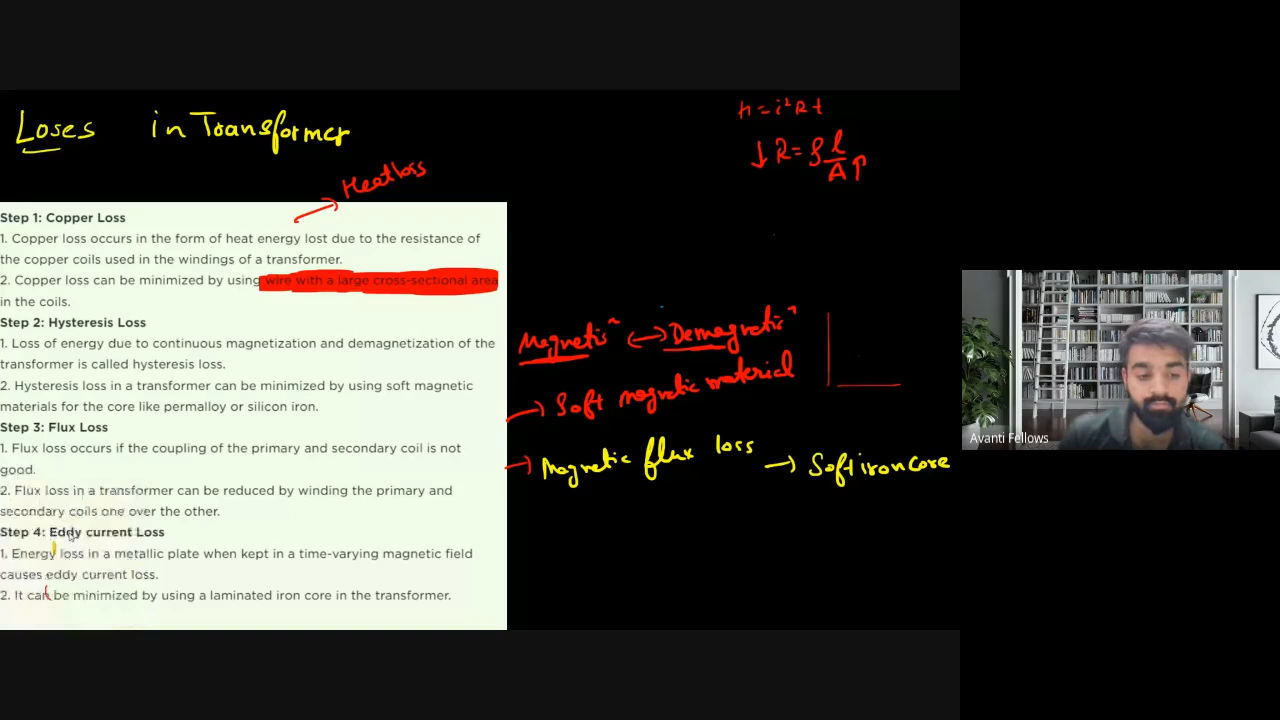 Loses in Transformer
H = i²Rt
↓ R = ρ l/A ↑
Heat loss
Step 1: Copper Loss
1. Copper loss occurs in the form of heat energy lost due to the resistance of
the copper coils used in the windings of a transformer.
2. Copper loss can be minimized by using wire with a large cross-sectional area
in the coils.
Step 2: Hysteresis Loss
1. Loss of energy due to continuous magnetization and demagnetization of the
transformer is called hysteresis loss.
2. Hysteresis loss in a transformer can be minimized by using soft magnetic
materials for the core like permalloy or silicon iron.
Step 3: Flux Loss
1. Flux loss occurs if the coupling of the primary and secondary coil is not
good.
2. Flux loss in a transformer can be reduced by winding the primary and
secondary coils one over the other.
Step 4: Eddy current Loss
1. Energy loss in a metallic plate when kept in a time-varying magnetic field
causes eddy current loss.
2. It can be minimized by using a laminated iron core in the transformer.
Magnetisⁿ ↔ Demagnetisⁿ
→ Soft magnetic material
→ Magnetic flux loss → Soft iron core
Avanti Fellows